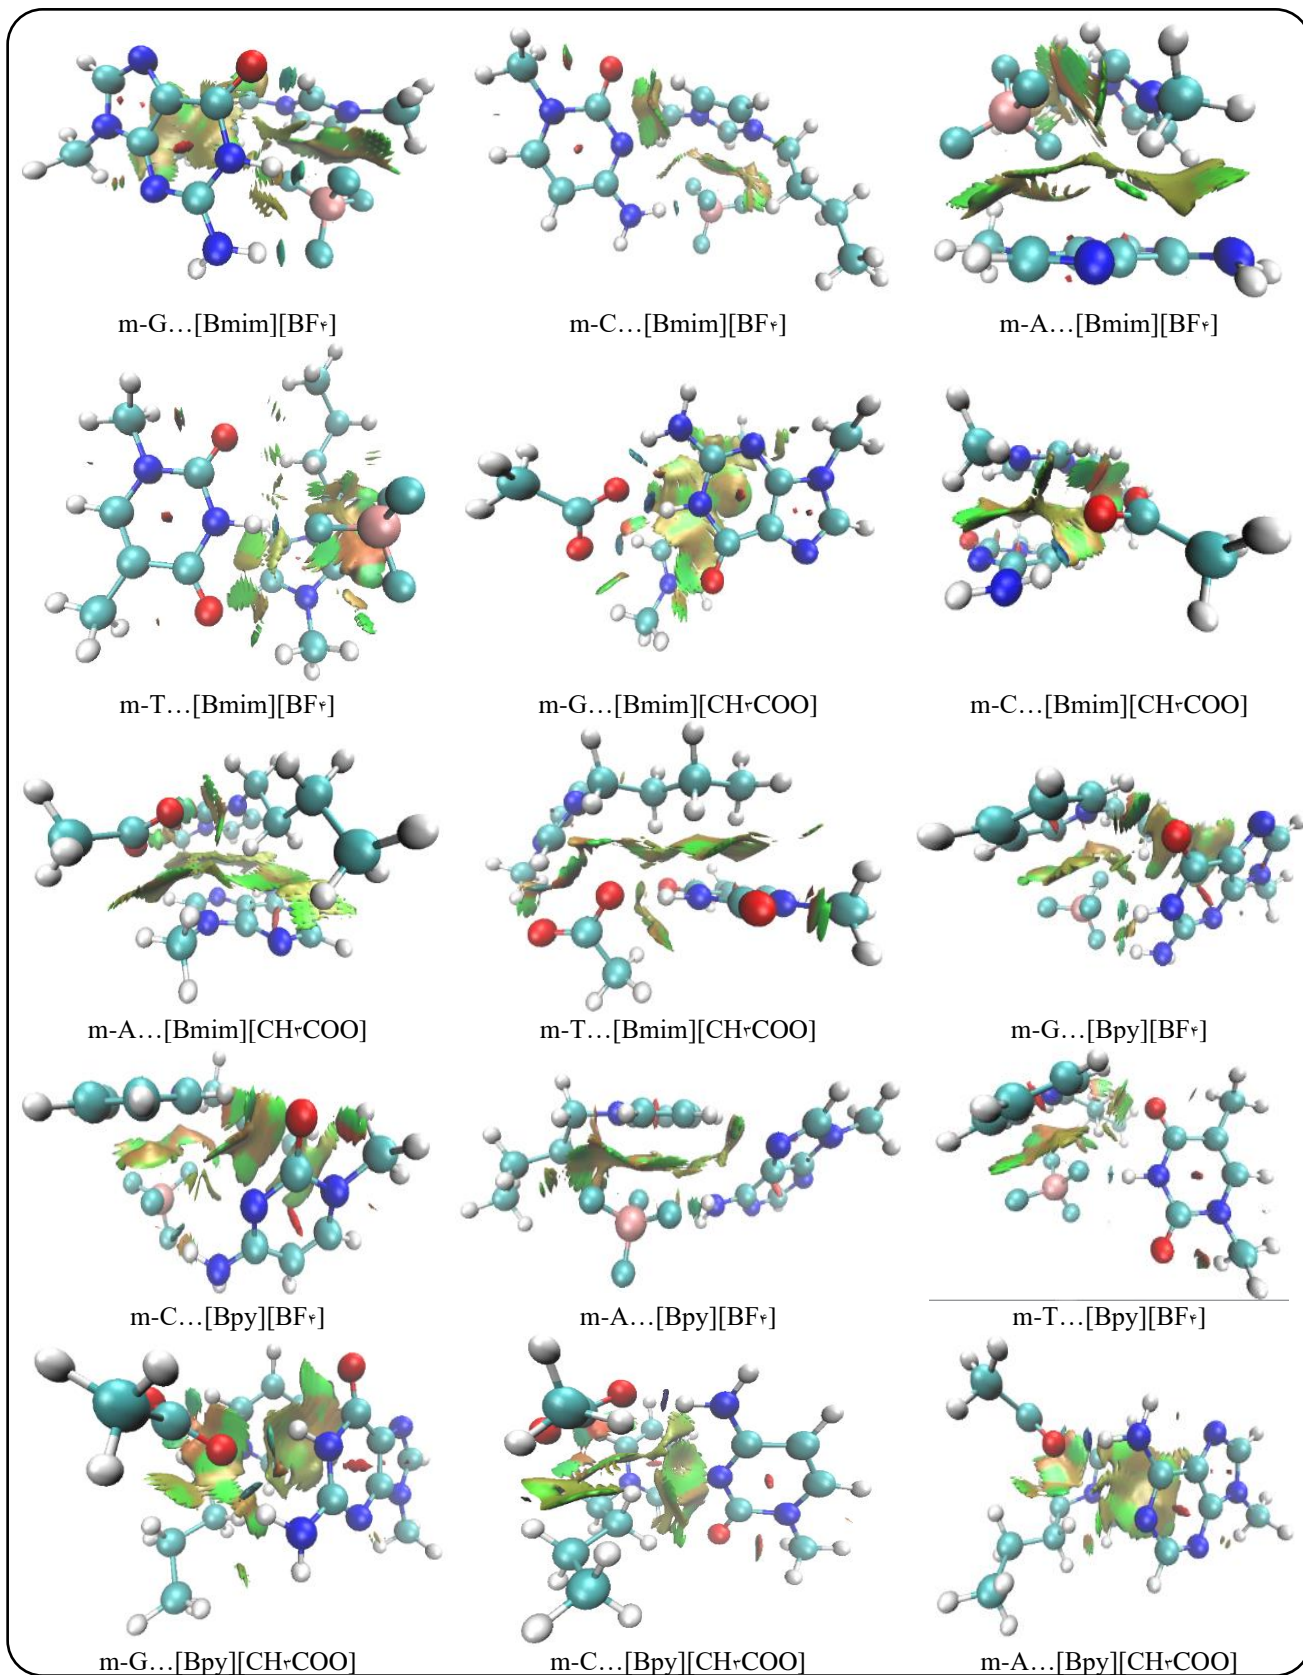 m-G…[Bmim][BF۴]
m-C…[Bmim][BF۴]
m-A…[Bmim][BF۴]
m-T…[Bmim][BF۴]
m-G…[Bmim][CH۳COO]
m-C…[Bmim][CH۳COO]
m-A…[Bmim][CH۳COO]
m-T…[Bmim][CH۳COO]
m-G…[Bpy][BF۴]
m-C…[Bpy][BF۴]
m-A…[Bpy][BF۴]
m-T…[Bpy][BF۴]
m-G…[Bpy][CH۳COO]
m-C…[Bpy][CH۳COO]
m-A…[Bpy][CH۳COO]